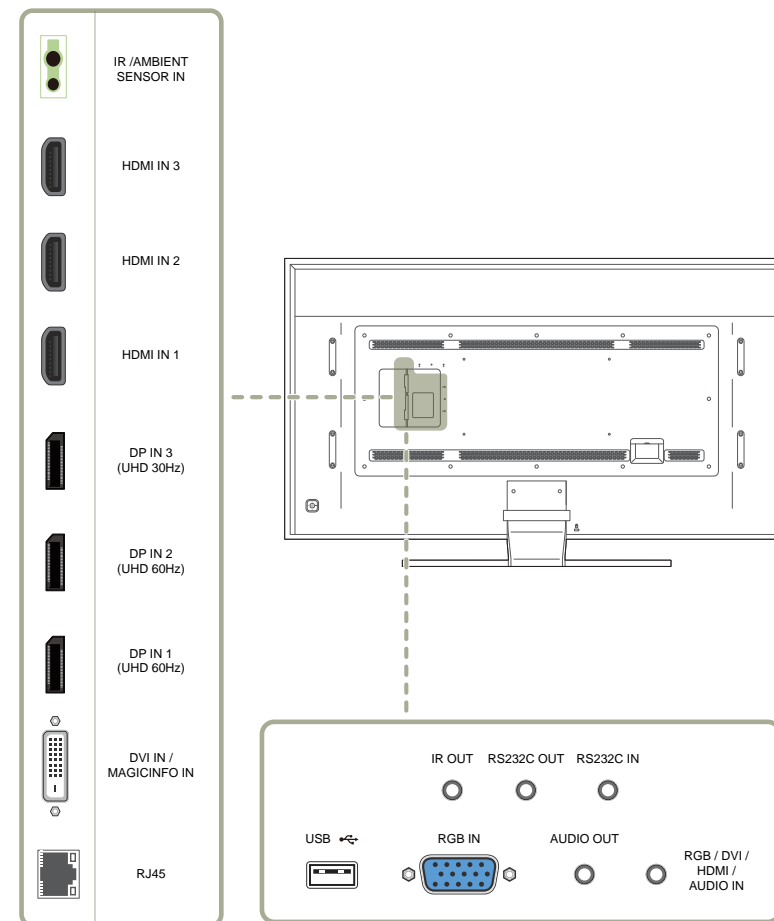 IR /AMBIENT
SENSOR IN
HDMI IN 3
HDMI IN 2
HDMI IN 1
DP IN 3
(UHD 30Hz)
DP IN 2
(UHD 60Hz)
DP IN 1
(UHD 60Hz)
DVI IN /
MAGICINFO IN
RJ45
IR OUT RS232C OUT RS232C IN
USB RGB IN AUDIO OUT
RGB / DVI /
HDMI /
AUDIO IN